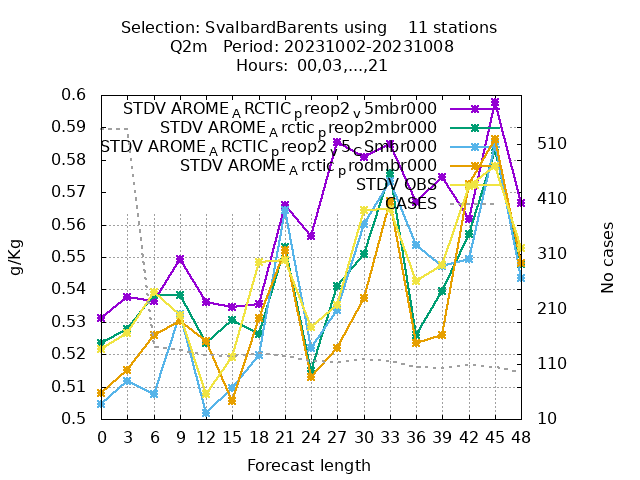 Selection: SvalbardBarents using 11 stations
Q2m Period: 20231002-20231008
Hours: 00,03,...,21
0.6
0.59
0.58
0.57
0.56
0.55
0.54
0.53
0.52
0.51
0.5
g/Kg
STDV AROME_ARCTIC_preop2_v5mbr000
STDV AROME_Arctic_preop2mbr000
STDV AROME_ARCTIC_preop2_v5_CSpmbr000
STDV AROME_Arctic_prodmbr000
STDV OBS
CASES
510
410
310
210
110
10
No cases
0 3 6 9 12 15 18 21 24 27 30 33 36 39 42 45 48
Forecast length